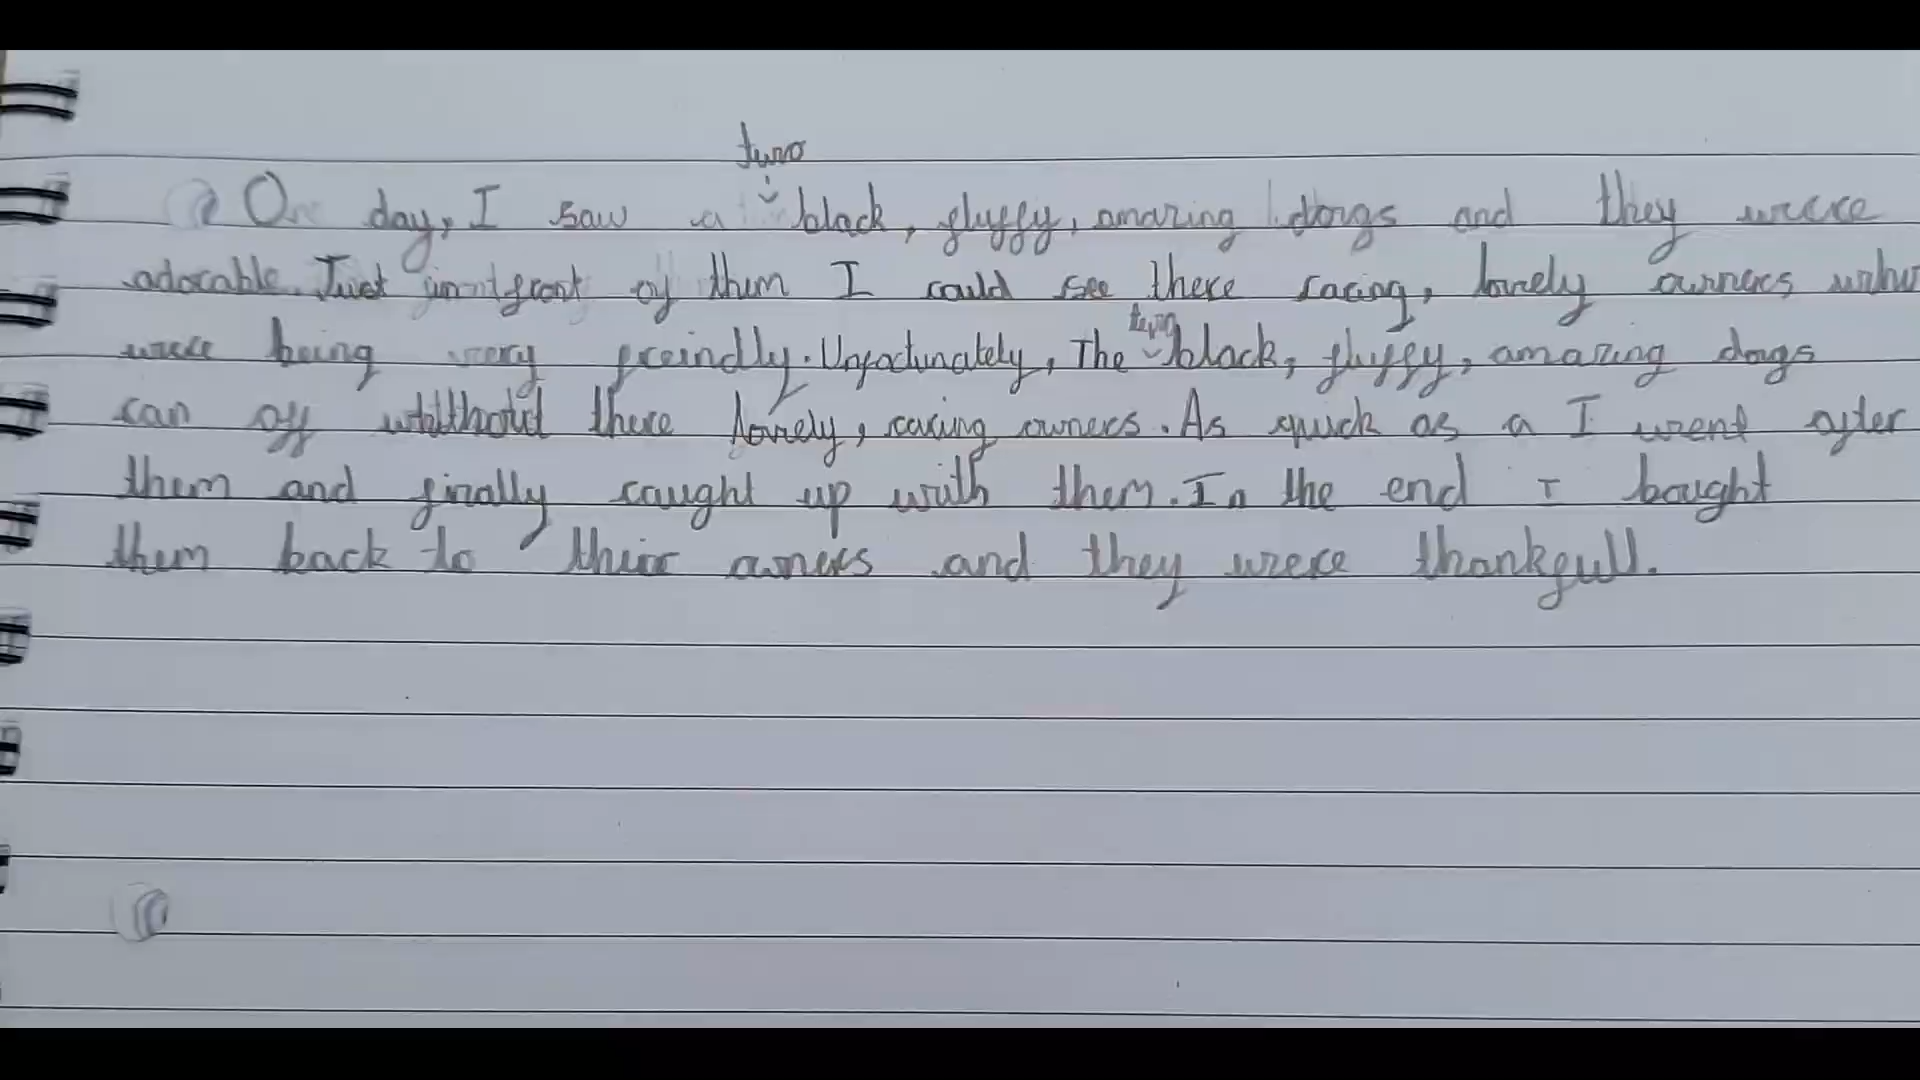 two
On day, I saw a black, fluffy, amazing dogs and they were
adorable. Just in front of them I could see there caring, lovely owners who
were being very freindly. Unfortunately, The two black, fluffy, amazing dogs
ran off without there lovely, caring owners. As quick as a I went after
them and finally caught up with them. In the end I bought
them back to their owners and they were thankfull.